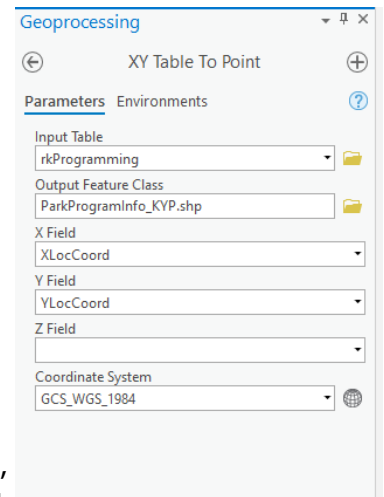 Geoprocessing
XY Table To Point
Parameters Environments
Input Table
rkProgramming
Output Feature Class
ParkProgramInfo_KYP.shp
X Field
XLocCoord
Y Field
YLocCoord
Z Field
Coordinate System
GCS_WGS_1984
,